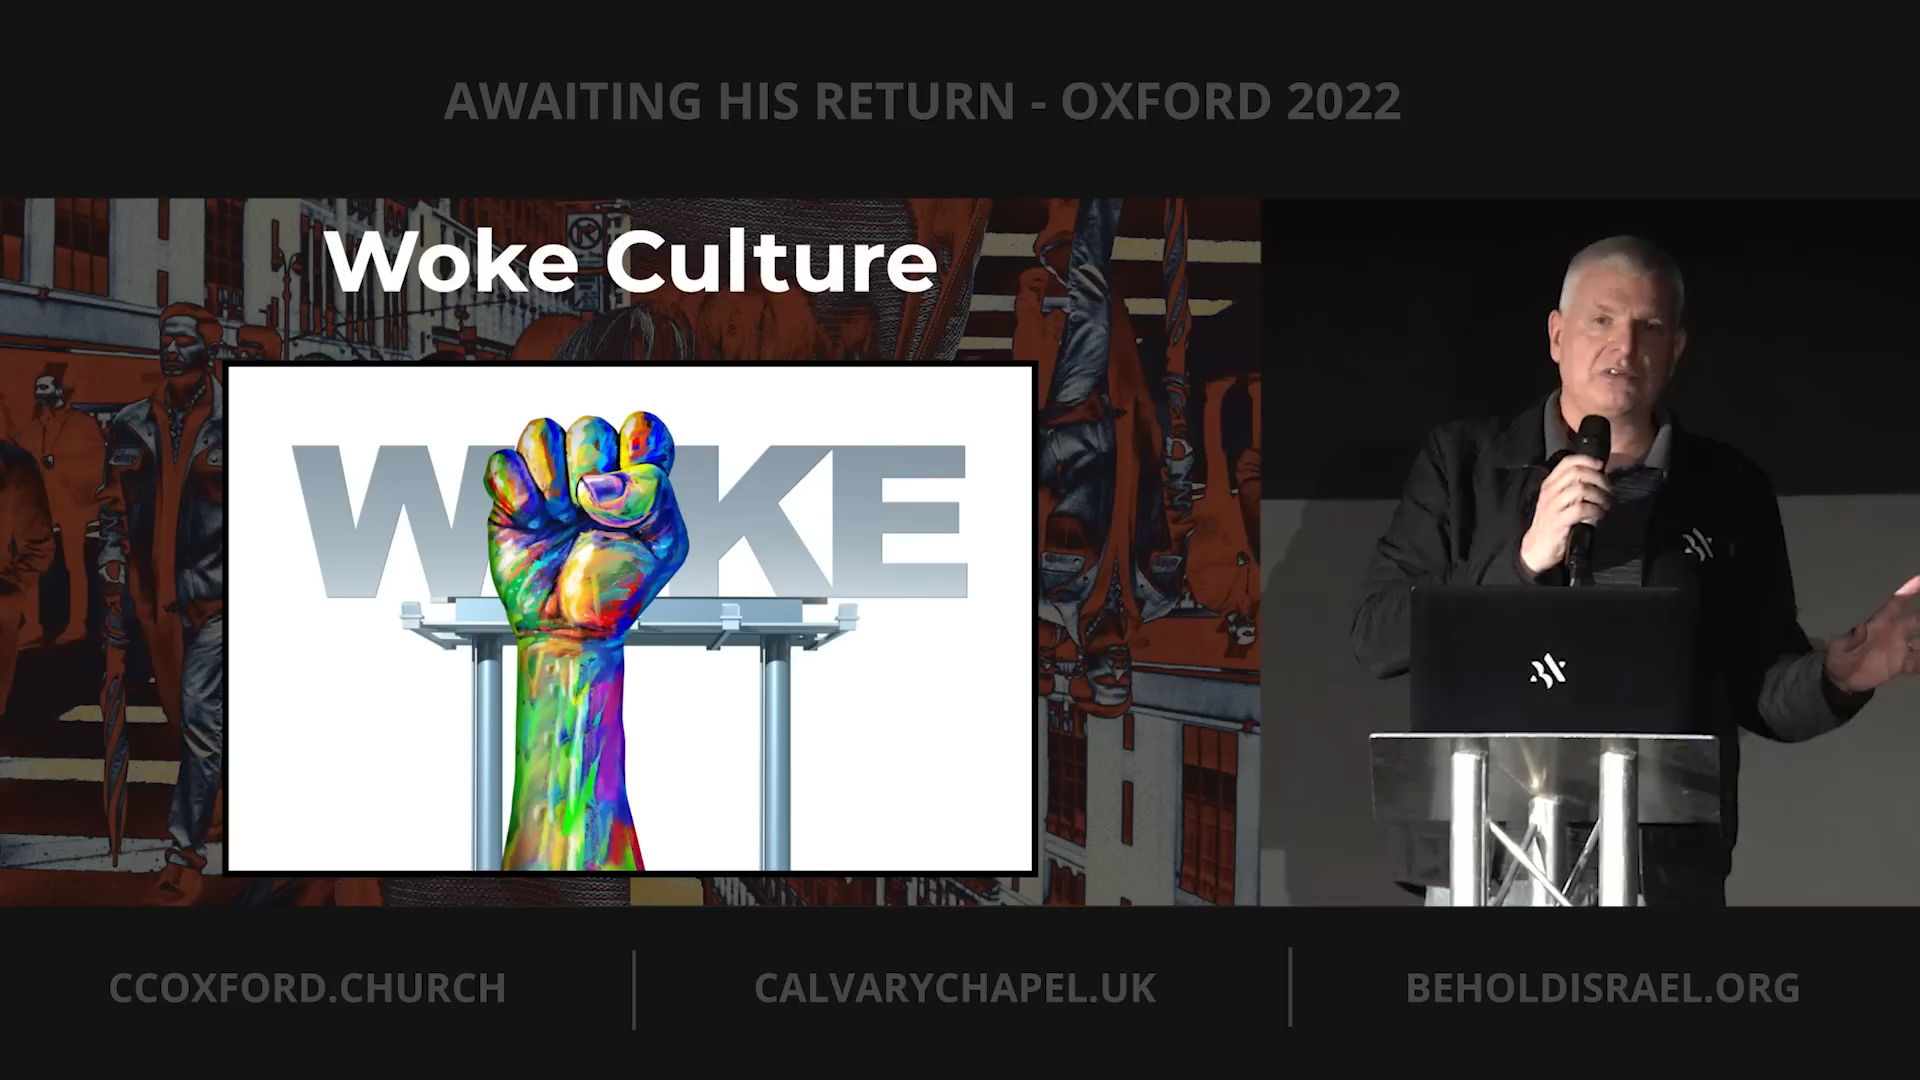 AWAITING HIS RETURN - OXFORD 2022
Woke Culture
WOKE
CCOXFORD.CHURCH
CALVARYCHAPEL.UK
BEHOLDISRAEL.ORG